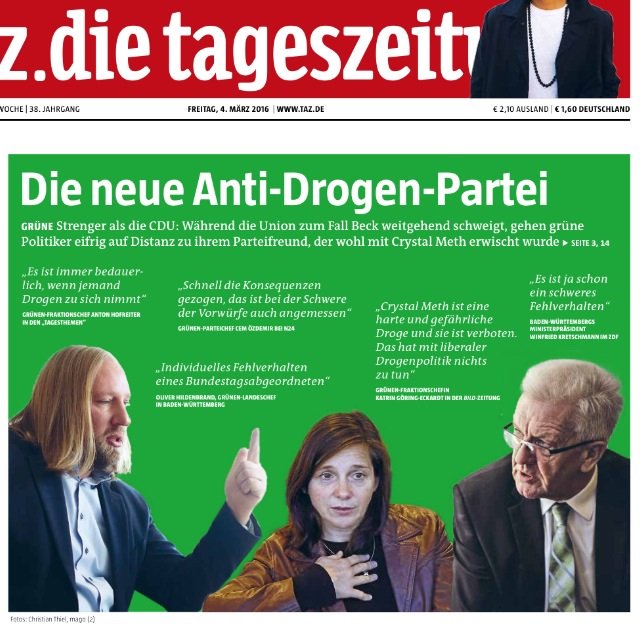 z.die tageszeit
WOCHE | 38. JAHRGANG
FREITAG, 4. MÄRZ 2016 | WWW.TAZ.DE
€ 2,10 AUSLAND | € 1,60 DEUTSCHLAND
Die neue Anti-Drogen-Partei
GRÜNE Strenger als die CDU: Während die Union zum Fall Beck weitgehend schweigt, gehen grüne
Politiker eifrig auf Distanz zu ihrem Parteifreund, der wohl mit Crystal Meth erwischt wurde ▶ SEITE 3, 14
„Es ist immer bedauer-
lich, wenn jemand
Drogen zu sich nimmt“
GRÜNEN-FRAKTIONSCHEF ANTON HOFREITER
IN DEN „TAGESTHEMEN“
„Schnell die Konsequenzen
gezogen, das ist bei der Schwere
der Vorwürfe auch angemessen“
GRÜNEN-PARTEICHEF CEM ÖZDEMIR BEI N24
„Individuelles Fehlverhalten
eines Bundestagsabgeordneten“
OLIVER HILDENBRAND, GRÜNEN-LANDESCHEF
IN BADEN-WÜRTTEMBERG
„Crystal Meth ist eine
harte und gefährliche
Droge und sie ist verboten.
Das hat mit liberaler
Drogenpolitik nichts
zu tun“
GRÜNEN-FRAKTIONSCHEFIN
KATRIN GÖRING-ECKARDT IN DER BILD-ZEITUNG
„Es ist ja schon
ein schweres
Fehlverhalten“
BADEN-WÜRTTEMBERGS
MINISTERPRÄSIDENT
WINFRIED KRETSCHMANN IM ZDF
Fotos: Christian Thiel, imago (2)